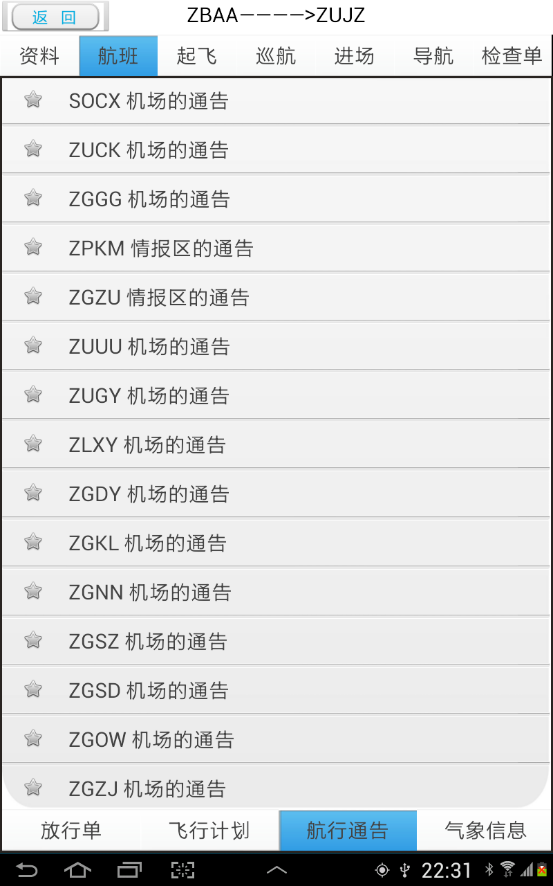 返 回 ZBAA————>ZUJZ
资料 航班 起飞 巡航 进场 导航 检查单
SOCX 机场的通告
ZUCK 机场的通告
ZGGG 机场的通告
ZPKM 情报区的通告
ZGZU 情报区的通告
ZUUU 机场的通告
ZUGY 机场的通告
ZLXY 机场的通告
ZGDY 机场的通告
ZGKL 机场的通告
ZGNN 机场的通告
ZGSZ 机场的通告
ZGSD 机场的通告
ZGOW 机场的通告
ZGZJ 机场的通告
放行单 飞行计划 航行通告 气象信息
22:31